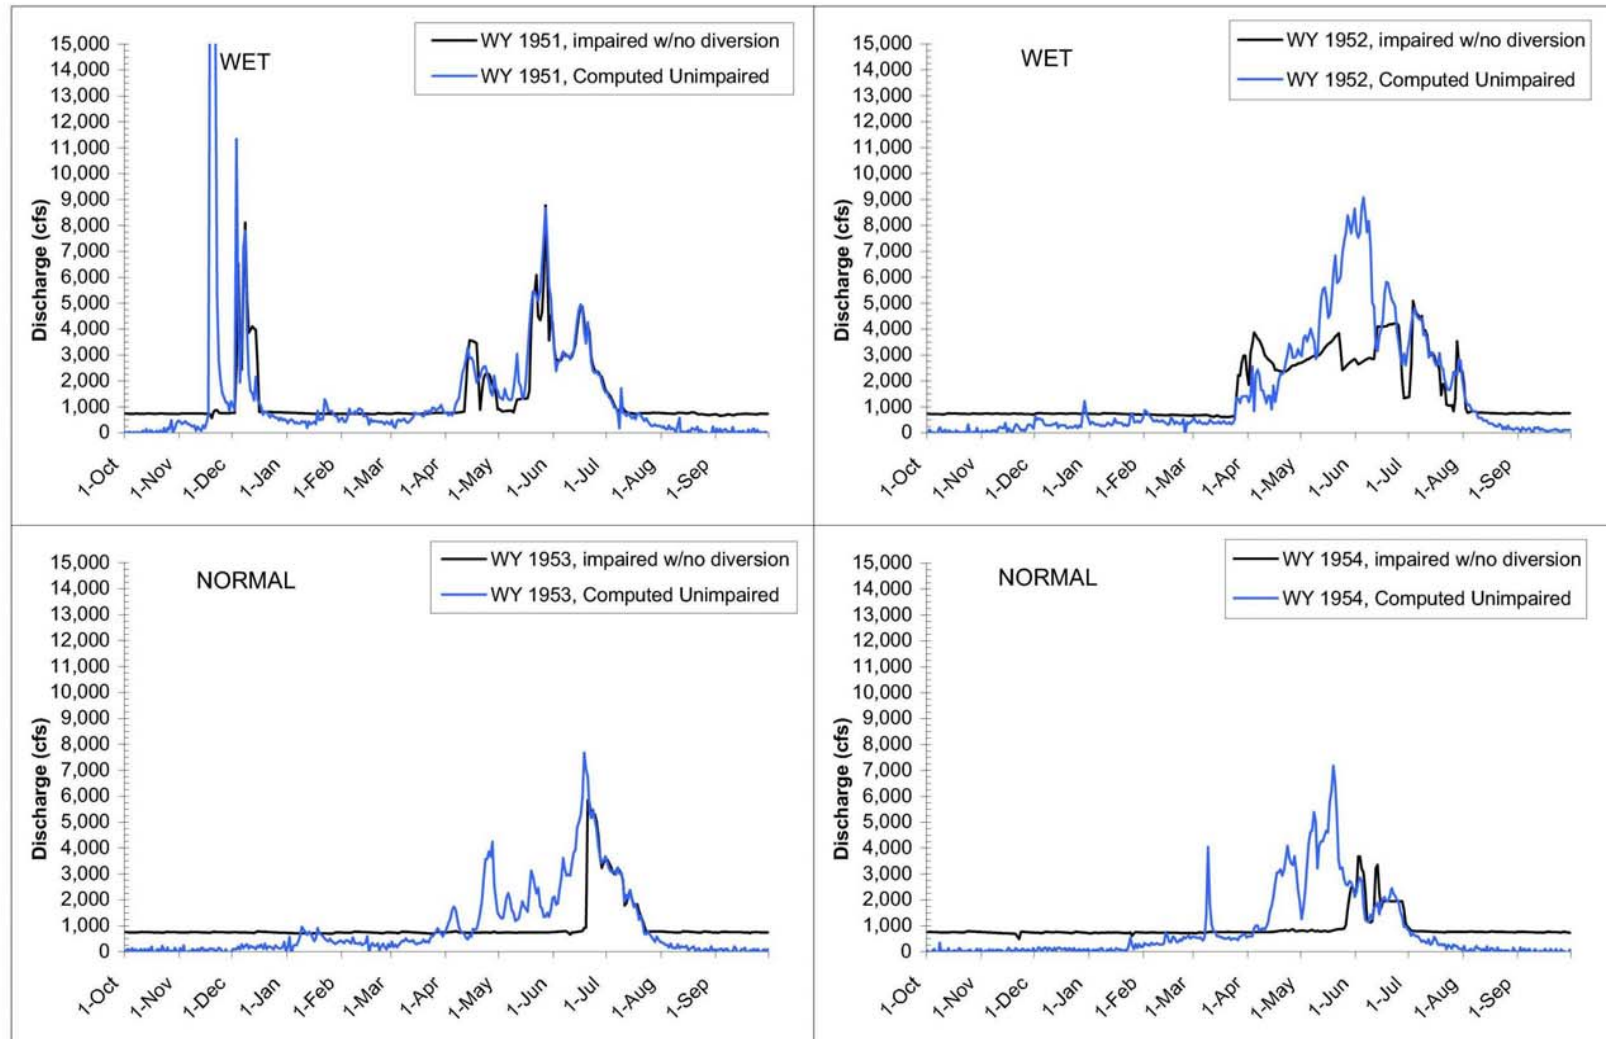 WET
WY 1951, impaired w/no diversion
WY 1951, Computed Unimpaired
Discharge (cfs)
15,000
14,000
13,000
12,000
11,000
10,000
9,000
8,000
7,000
6,000
5,000
4,000
3,000
2,000
1,000
0
1-Oct
1-Nov
1-Dec
1-Jan
1-Feb
1-Mar
1-Apr
1-May
1-Jun
1-Jul
1-Aug
1-Sep
WET
WY 1952, impaired w/no diversion
WY 1952, Computed Unimpaired
Discharge (cfs)
15,000
14,000
13,000
12,000
11,000
10,000
9,000
8,000
7,000
6,000
5,000
4,000
3,000
2,000
1,000
0
1-Oct
1-Nov
1-Dec
1-Jan
1-Feb
1-Mar
1-Apr
1-May
1-Jun
1-Jul
1-Aug
1-Sep
NORMAL
WY 1953, impaired w/no diversion
WY 1953, Computed Unimpaired
Discharge (cfs)
15,000
14,000
13,000
12,000
11,000
10,000
9,000
8,000
7,000
6,000
5,000
4,000
3,000
2,000
1,000
0
1-Oct
1-Nov
1-Dec
1-Jan
1-Feb
1-Mar
1-Apr
1-May
1-Jun
1-Jul
1-Aug
1-Sep
NORMAL
WY 1954, impaired w/no diversion
WY 1954, Computed Unimpaired
Discharge (cfs)
15,000
14,000
13,000
12,000
11,000
10,000
9,000
8,000
7,000
6,000
5,000
4,000
3,000
2,000
1,000
0
1-Oct
1-Nov
1-Dec
1-Jan
1-Feb
1-Mar
1-Apr
1-May
1-Jun
1-Jul
1-Aug
1-Sep